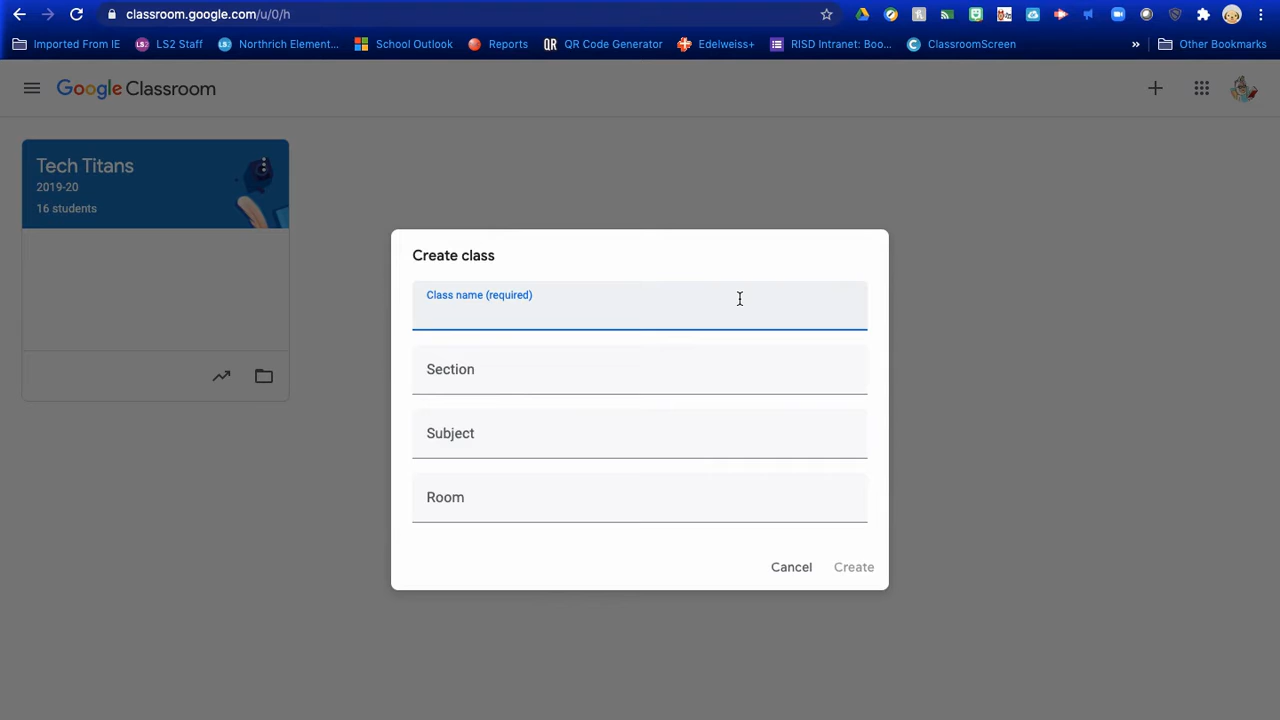 classroom.google.com/u/0/h
Imported From IE
LS2 Staff
Northrich Element...
School Outlook
Reports
QR Code Generator
Edelweiss+
RISD Intranet: Boo...
ClassroomScreen
»
Other Bookmarks
Google Classroom
Tech Titans
2019-20
16 students
Create class
Class name (required)
Section
Subject
Room
Cancel
Create